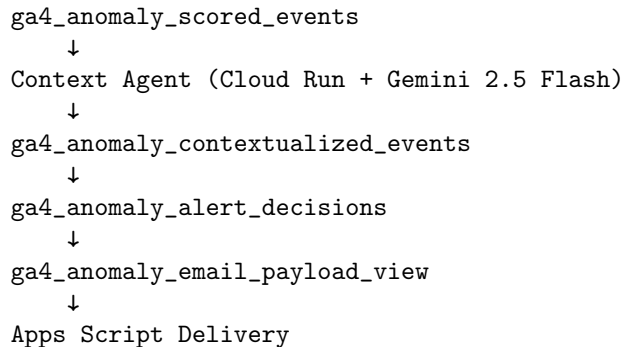 ga4_anomaly_scored_events
↓
Context Agent (Cloud Run + Gemini 2.5 Flash)
↓
ga4_anomaly_contextualized_events
↓
ga4_anomaly_alert_decisions
↓
ga4_anomaly_email_payload_view
↓
Apps Script Delivery